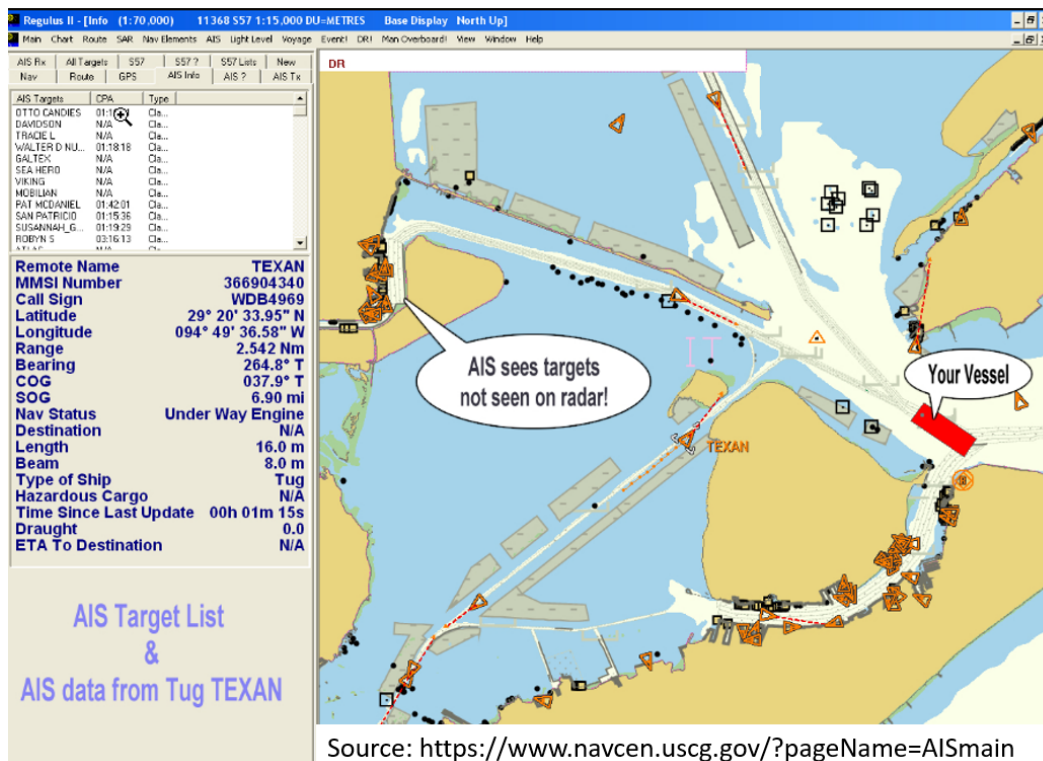 Regulus II - [Info (1:70,000) 11368 S57 1:15,000 DU=METRES Base Display North Up]
Main Chart Route SAR Nav Elements AIS Light Level Voyage Event! DR! Man Overboard! View Window Help
AIS Rx All Targets S57 S57 ? S57 Lists New
Nav Route GPS AIS Info AIS ? AIS Tx
DR
AIS Targets CPA Type
OTTO CANDIES Cla...
DAVIDSON N/A Cla...
TRACIE L N/A Cla...
WALTER D NU... 01:18:18 Cla...
GALTEX N/A Cla...
SEA HERO N/A Cla...
VIKING N/A Cla...
MOBILIAN N/A Cla...
PAT MCDANIEL 01:42:01 Cla...
SAN PATRICIO 01:15:36 Cla...
SUSANNAH_G... 01:19:29 Cla...
ROBYN S 03:16:13 Cla...
Remote Name TEXAN
MMSI Number 366904340
Call Sign WDB4969
Latitude 29° 20' 33.95" N
Longitude 094° 49' 36.58" W
Range 2.542 Nm
Bearing 264.8° T
COG 037.9° T
SOG 6.90 mi
Nav Status Under Way Engine
Destination N/A
Length 16.0 m
Beam 8.0 m
Type of Ship Tug
Hazardous Cargo N/A
Time Since Last Update 00h 01m 15s
Draught 0.0
ETA To Destination N/A
AIS Target List
&
AIS data from Tug TEXAN
AIS sees targets
not seen on radar!
Your Vessel
TEXAN
Source: https://www.navcen.uscg.gov/?pageName=AISmain